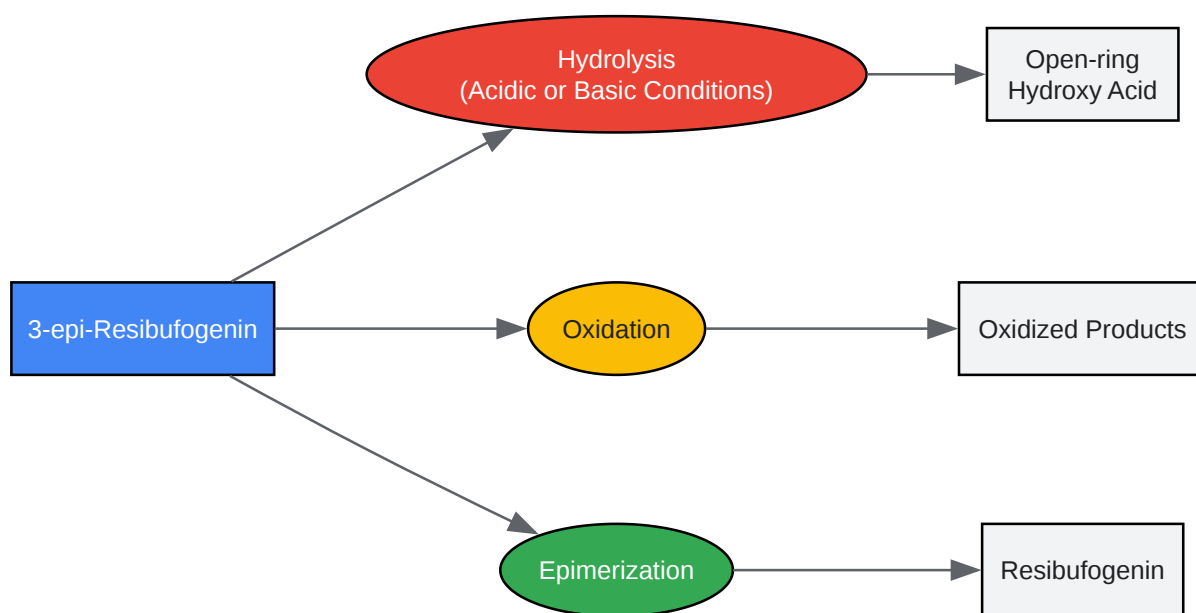 Hydrolysis
(Acidic or Basic Conditions)
Open-ring
Hydroxy Acid
3-epi-Resibufogenin
Oxidation
Oxidized Products
Epimerization
Resibufogenin